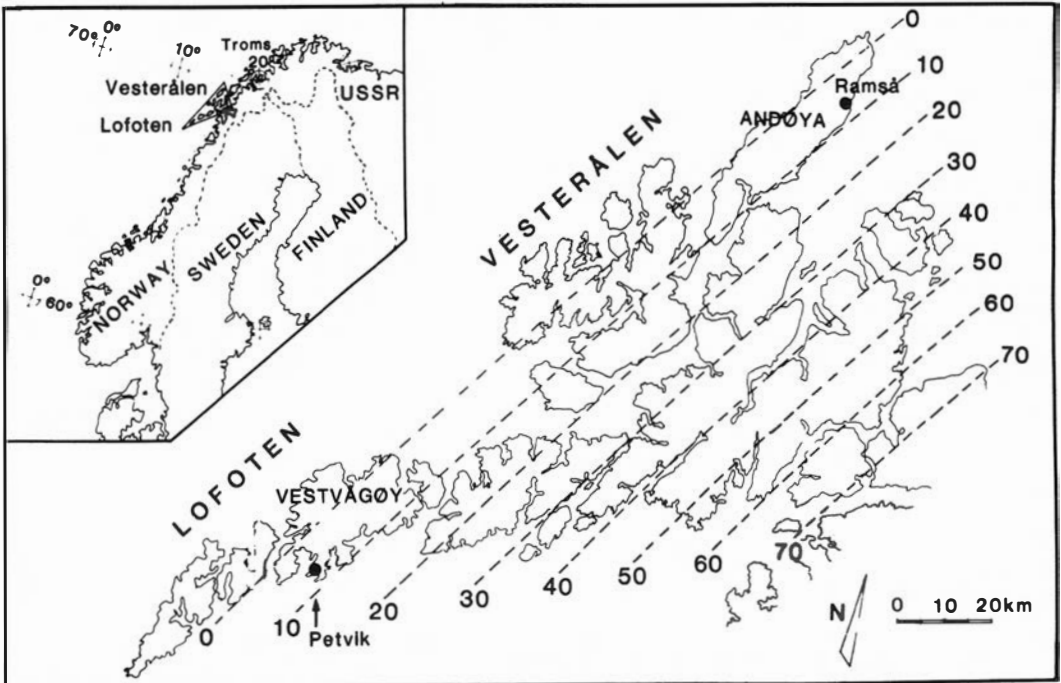 70° 0°
10°
Troms
20°
Vesterålen
Lofoten
USSR
NORWAY
SWEDEN
FINLAND
0°
60°
VESTERÅLEN
ANDØYA
Ramså
0
10
20
30
40
50
60
70
LOFOTEN
VESTVÅGØY
Petvik
0
10
20
30
40
50
60
70
N
0 10 20km